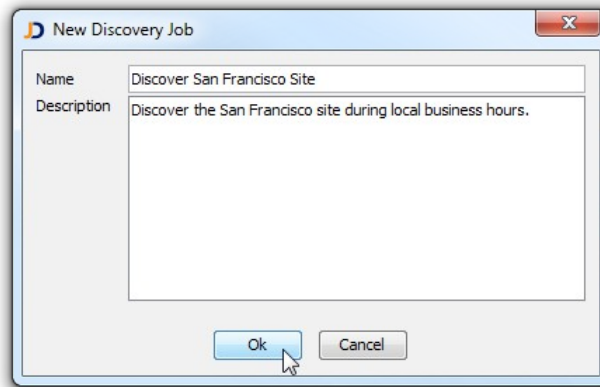 New Discovery Job
Name Discover San Francisco Site
Description Discover the San Francisco site during local business hours.
Ok Cancel